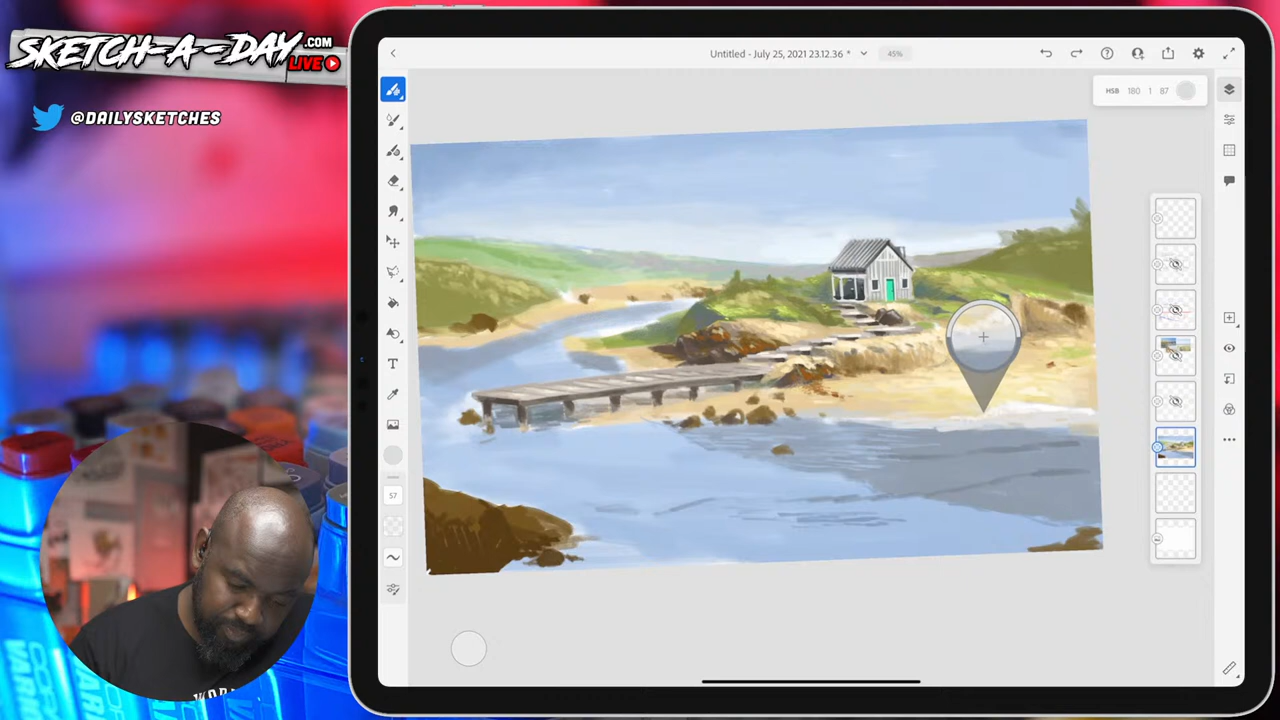 SKETCH-A-DAY.COM
LIVE
@DAILYSKETCHES
Untitled - July 25, 2021 23.12.36 *
45%
HSB 180 1 87
T
57